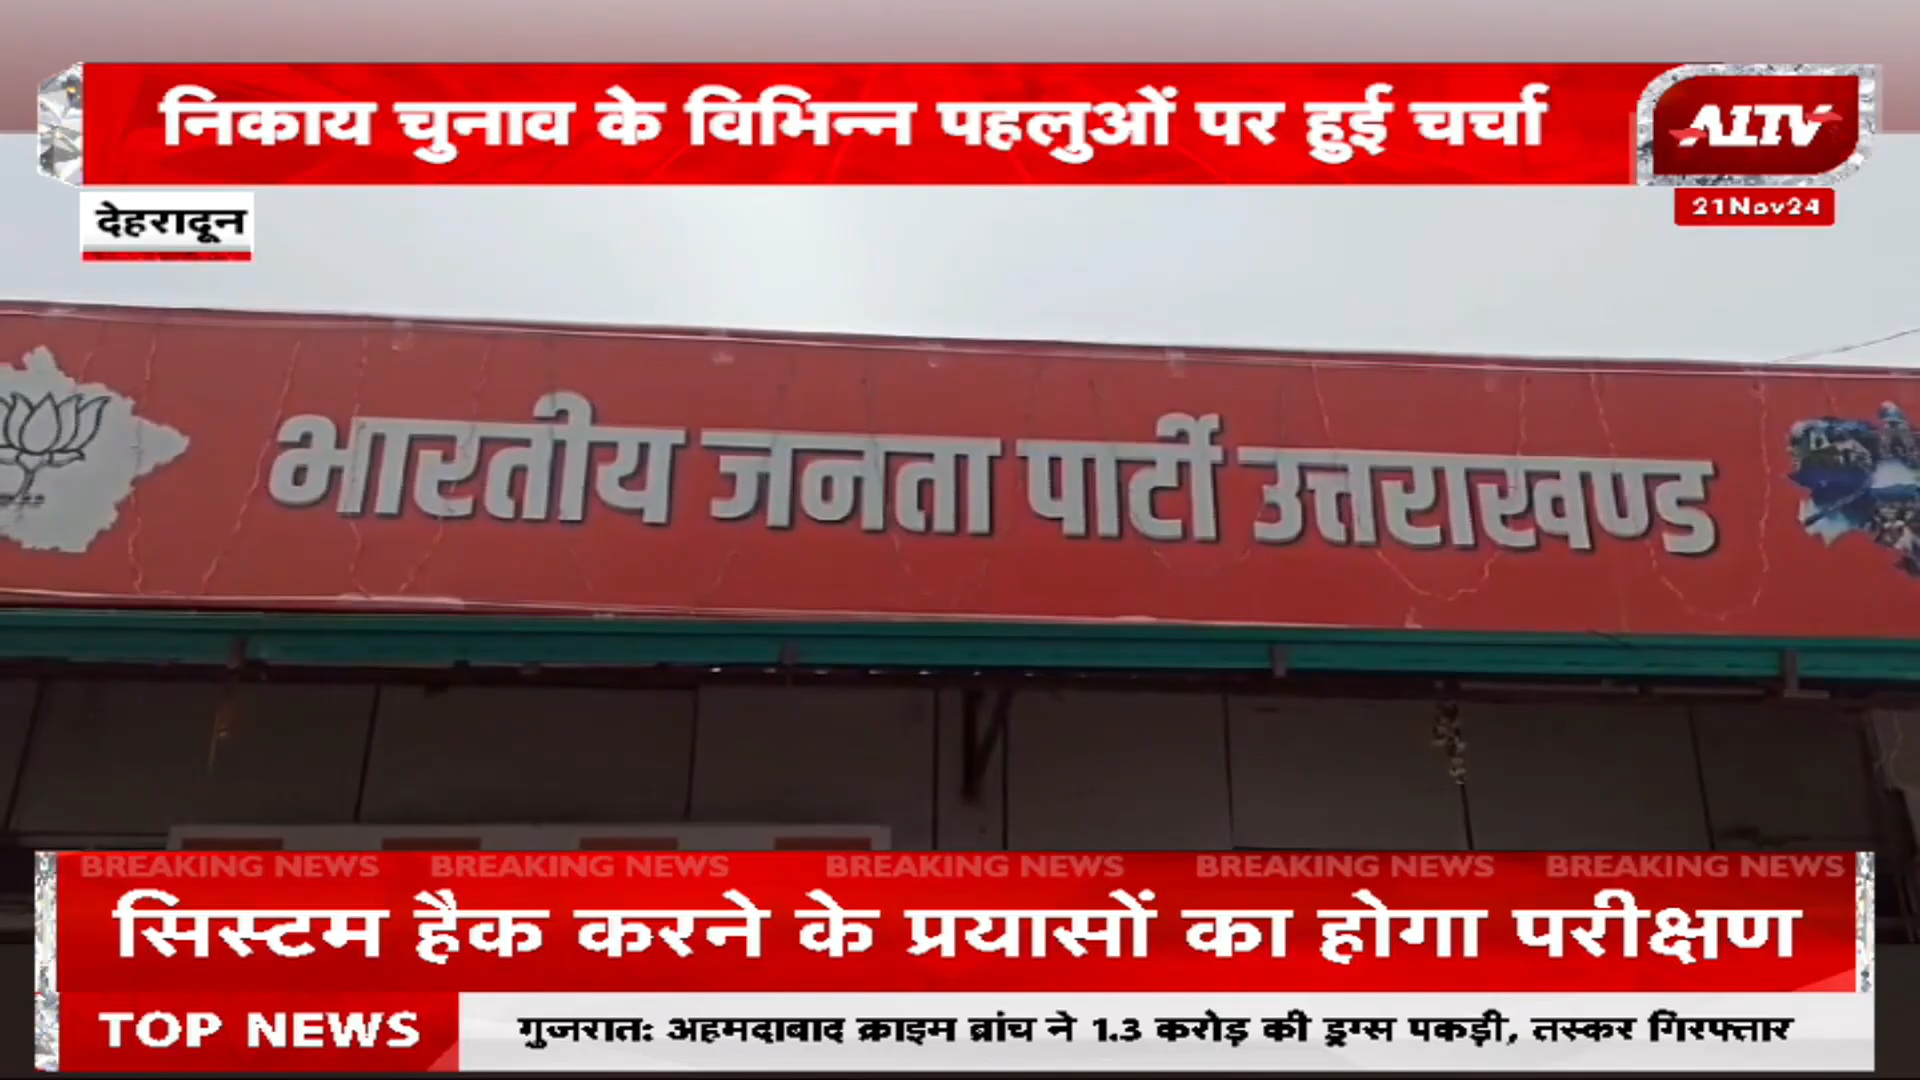 निकाय चुनाव के विभिन्न पहलुओं पर हुई चर्चा
ALTV
21Nov24
देहरादून
भारतीय जनता पार्टी उत्तराखण्ड
BREAKING NEWS BREAKING NEWS BREAKING NEWS BREAKING NEWS BREAKING NEWS
सिस्टम हैक करने के प्रयासों का होगा परीक्षण
TOP NEWS
गुजरात: अहमदाबाद क्राइम ब्रांच ने 1.3 करोड़ की ड्रग्स पकड़ी, तस्कर गिरफ्तार